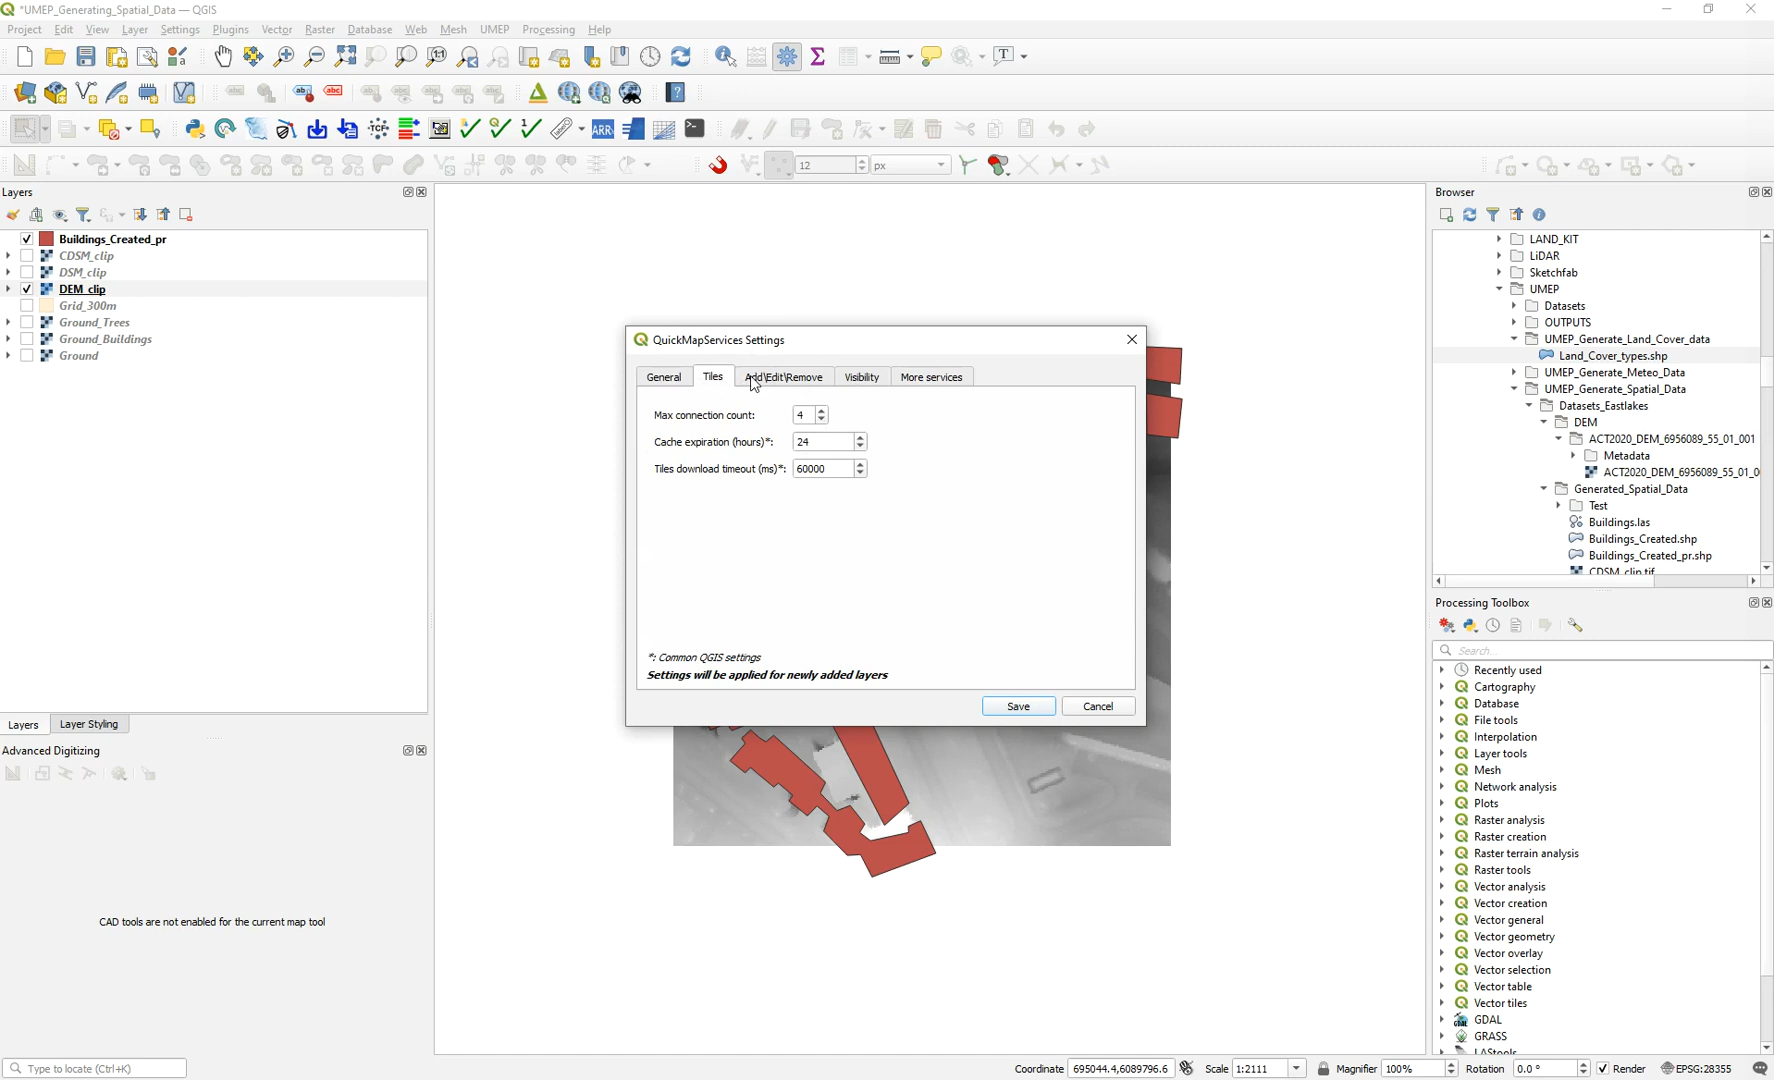 *UMEP_Generating_Spatial_Data — QGIS
Project Edit View Layer Settings Plugins Vector Raster Database Web Mesh UMEP Processing Help
12 px
Layers
Buildings_Created_pr
CDSM_clip
DSM_clip
DEM_clip
Grid_300m
Ground_Trees
Ground_Buildings
Ground
Layers Layer Styling
Advanced Digitizing
CAD tools are not enabled for the current map tool
QuickMapServices Settings
General Tiles Add\Edit\Remove Visibility More services
Max connection count: 4
Cache expiration (hours)*: 24
Tiles download timeout (ms)*: 60000
*: Common QGIS settings
Settings will be applied for newly added layers
Save Cancel
Browser
LAND_KIT
LiDAR
Sketchfab
UMEP
Datasets
OUTPUTS
UMEP_Generate_Land_Cover_data
Land_Cover_types.shp
UMEP_Generate_Meteo_Data
UMEP_Generate_Spatial_Data
Datasets_Eastlakes
DEM
ACT2020_DEM_6956089_55_01_001
Metadata
ACT2020_DEM_6956089_55_01_0
Generated_Spatial_Data
Test
Buildings.las
Buildings_Created.shp
Buildings_Created_pr.shp
CDSM_clip.tif
Processing Toolbox
Search...
Recently used
Cartography
Database
File tools
Interpolation
Layer tools
Mesh
Network analysis
Plots
Raster analysis
Raster creation
Raster terrain analysis
Raster tools
Vector analysis
Vector creation
Vector general
Vector geometry
Vector overlay
Vector selection
Vector table
Vector tiles
GDAL
GRASS
LAStools
Type to locate (Ctrl+K) Coordinate 695044.4,6089796.6 Scale 1:2111 Magnifier 100% Rotation 0.0 ° Render EPSG:28355